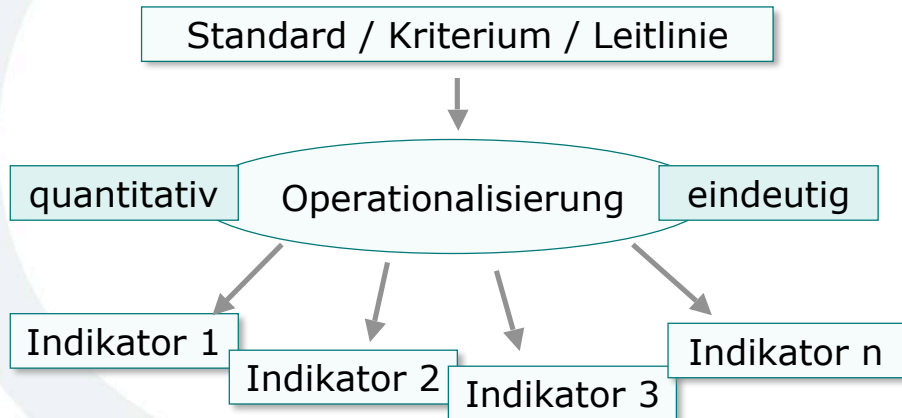 Standard / Kriterium / Leitlinie
quantitativ
Operationalisierung
eindeutig
Indikator 1
Indikator 2
Indikator 3
Indikator n